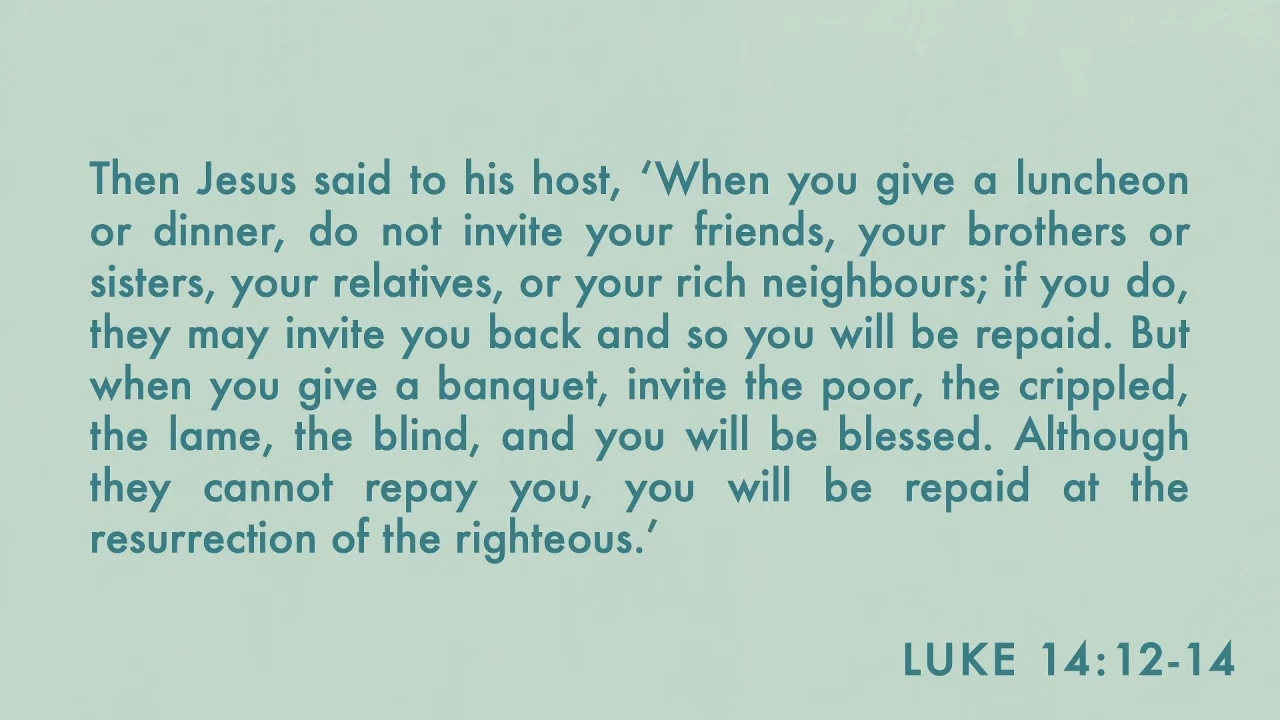 Then Jesus said to his host, ‘When you give a luncheon
or dinner, do not invite your friends, your brothers or
sisters, your relatives, or your rich neighbours; if you do,
they may invite you back and so you will be repaid. But
when you give a banquet, invite the poor, the crippled,
the lame, the blind, and you will be blessed. Although
they cannot repay you, you will be repaid at the
resurrection of the righteous.’
LUKE 14:12-14